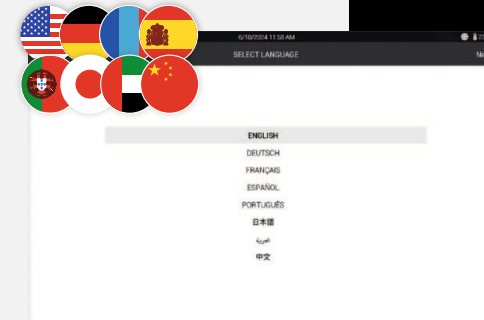 6/10/2024 11:58 AM
SELECT LANGUAGE
ENGLISH
DEUTSCH
FRANÇAIS
ESPAÑOL
PORTUGUÊS
日本語
العربية
中文